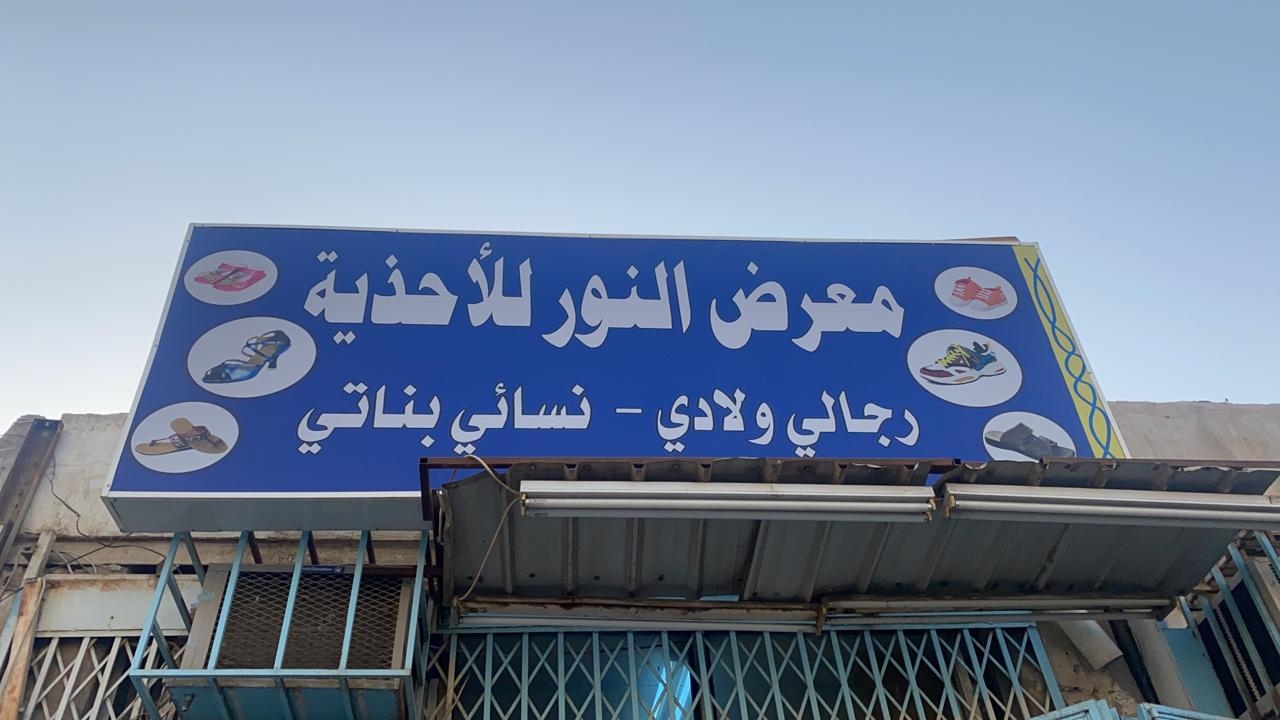 معرض النور للأحذية
رجالي ولادي - نسائي بناتي